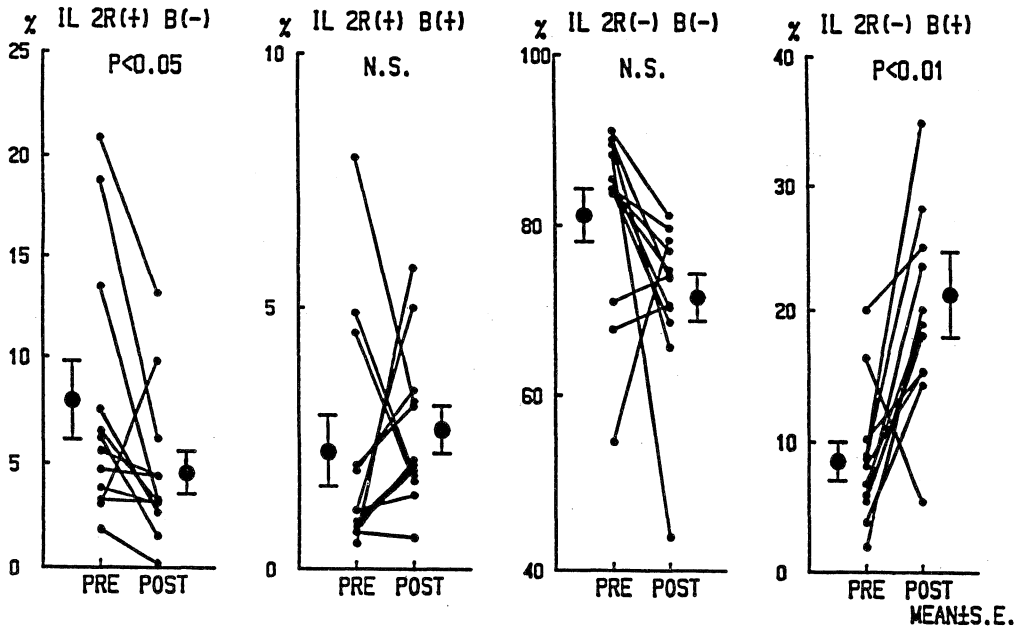 % IL 2R(+) B(-)
P<0.05
25
20
15
10
5
0
PRE POST
% IL 2R(+) B(+)
N.S.
10
5
0
PRE POST
% IL 2R(-) B(-)
N.S.
100
80
60
40
PRE POST
% IL 2R(-) B(+)
P<0.01
40
30
20
10
0
PRE POST
MEAN±S.E.